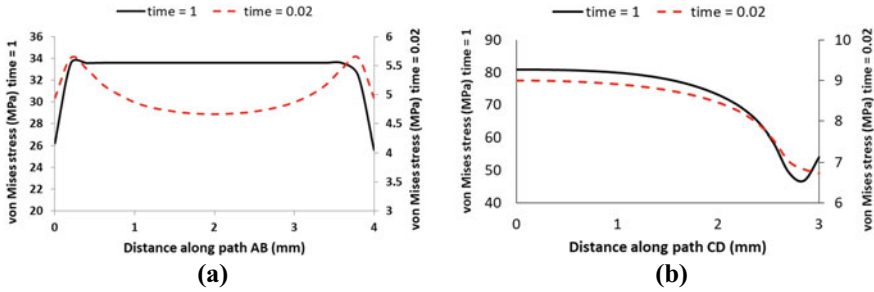 time = 1 time = 0.02
von Mises stress (MPa) time = 1
36
34
32
30
28
26
24
22
20
6
5.5
5
4.5
4
3.5
3
von Mises stress (MPa) time = 0.02
0 1 2 3 4
Distance along path AB (mm)
(a)
time = 1 time = 0.02
von Mises stress (MPa) time = 1
90
80
70
60
50
40
10
9
8
7
6
von Mises stress (MPa) time = 0.02
0 1 2 3
Distance along path CD (mm)
(b)